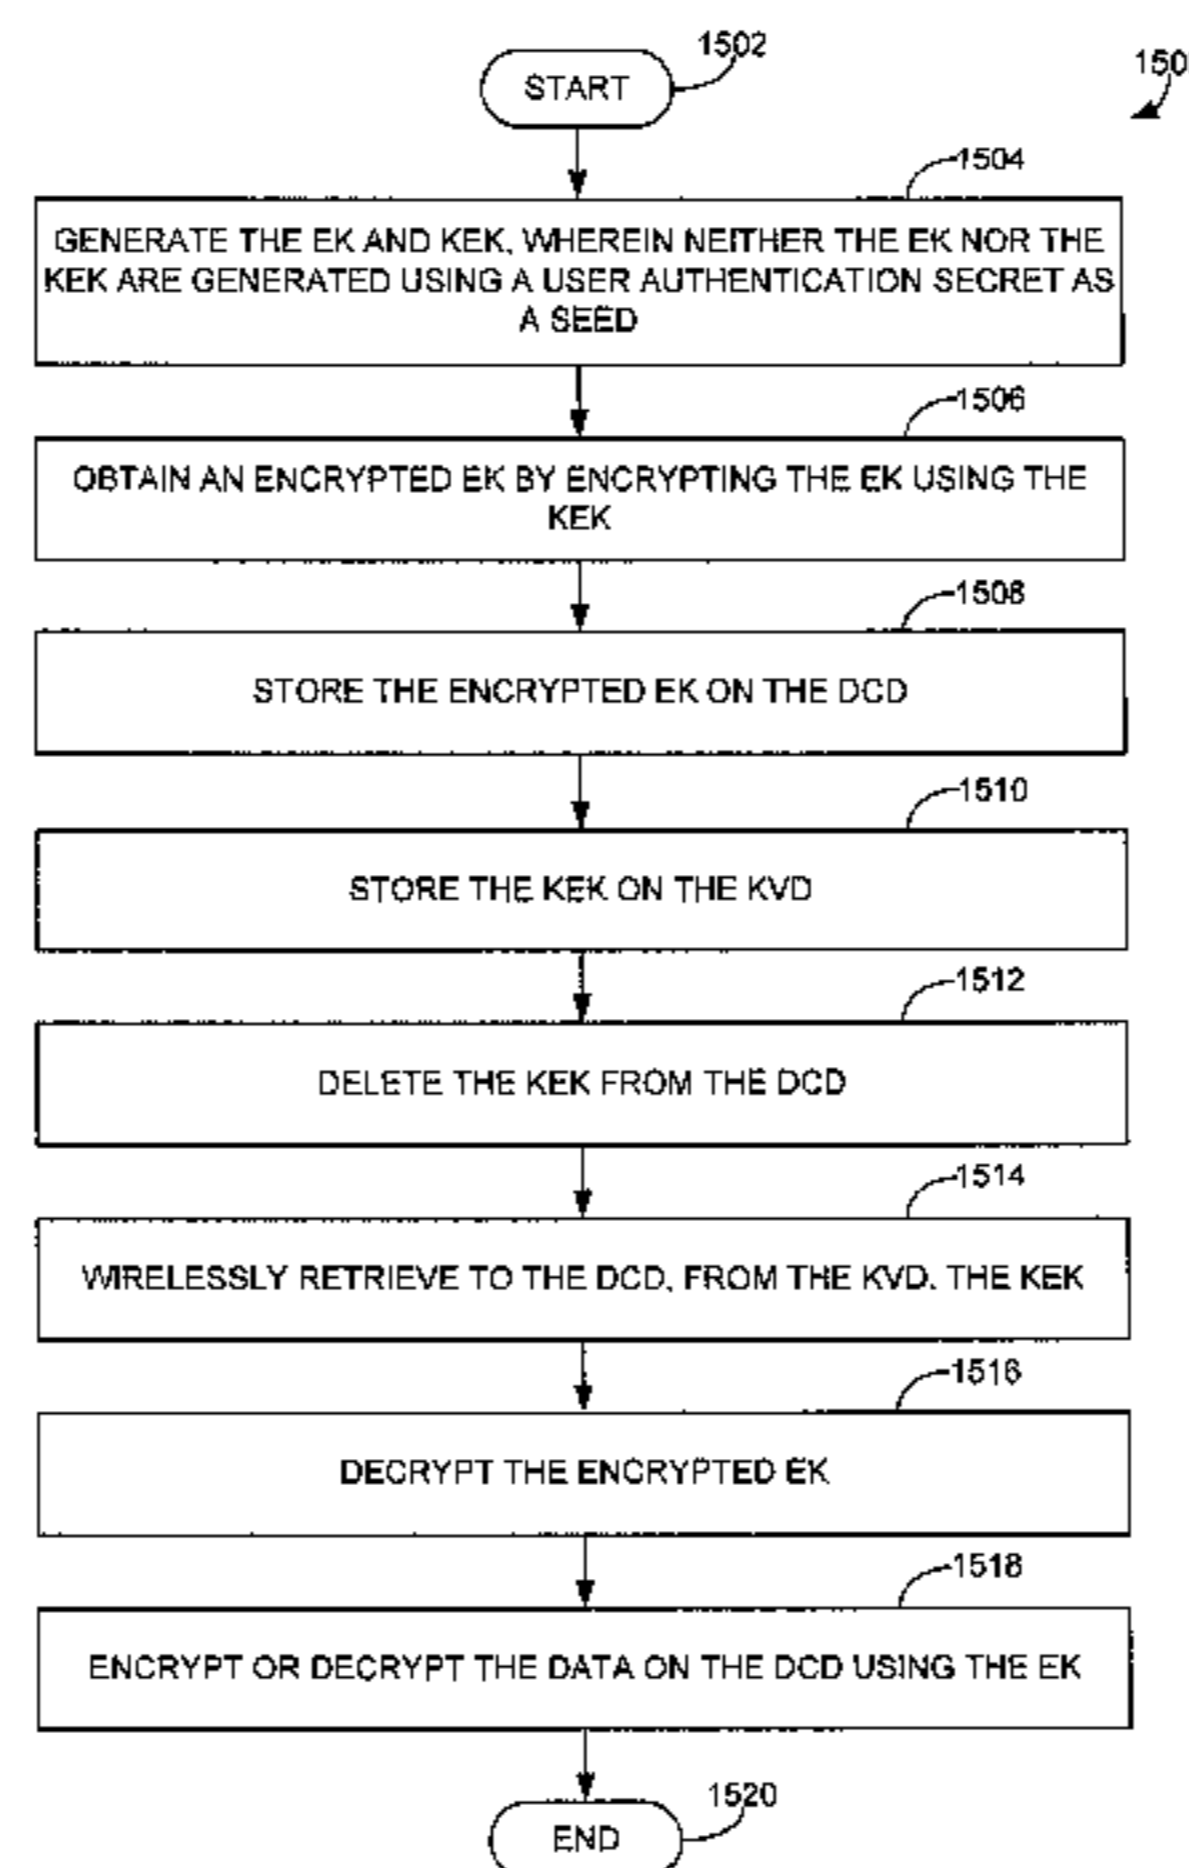 1502
START
150
1504
GENERATE THE EK AND KEK, WHEREIN NEITHER THE EK NOR THE
KEK ARE GENERATED USING A USER AUTHENTICATION SECRET AS
A SEED
1506
OBTAIN AN ENCRYPTED EK BY ENCRYPTING THE EK USING THE
KEK
1508
STORE THE ENCRYPTED EK ON THE DCD
1510
STORE THE KEK ON THE KVD
1512
DELETE THE KEK FROM THE DCD
1514
WIRELESSLY RETRIEVE TO THE DCD, FROM THE KVD, THE KEK
1516
DECRYPT THE ENCRYPTED EK
1518
ENCRYPT OR DECRYPT THE DATA ON THE DCD USING THE EK
1520
END